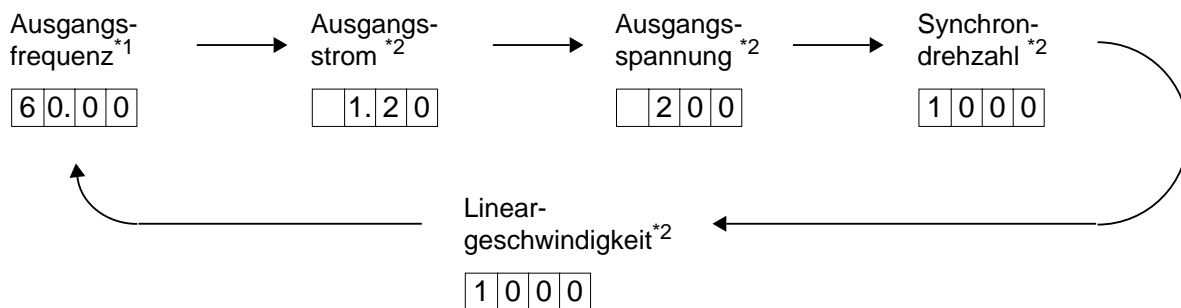 Ausgangs-
frequenz*1
60.00
Ausgangs-
strom *2
1.20
Ausgangs-
spannung *2
200
Synchron-
drehzahl *2
1000
Linear-
geschwindigkeit*2
1000